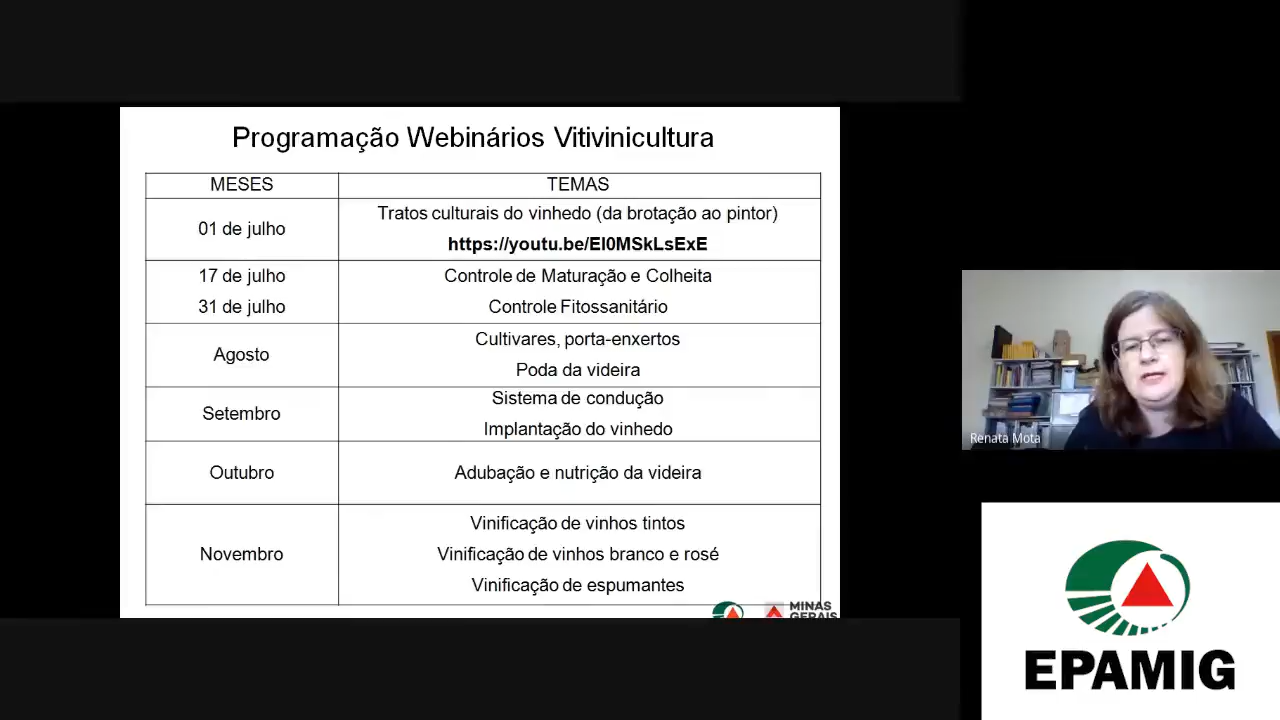 Programação Webinários Vitivinicultura
MESES
TEMAS
01 de julho
Tratos culturais do vinhedo (da brotação ao pintor)
https://youtu.be/EI0MSkLsExE
17 de julho
Controle de Maturação e Colheita
31 de julho
Controle Fitossanitário
Agosto
Cultivares, porta-enxertos
Poda da videira
Setembro
Sistema de condução
Implantação do vinhedo
Outubro
Adubação e nutrição da videira
Novembro
Vinificação de vinhos tintos
Vinificação de vinhos branco e rosé
Vinificação de espumantes
MINAS
GERAIS
Renata Mota
EPAMIG